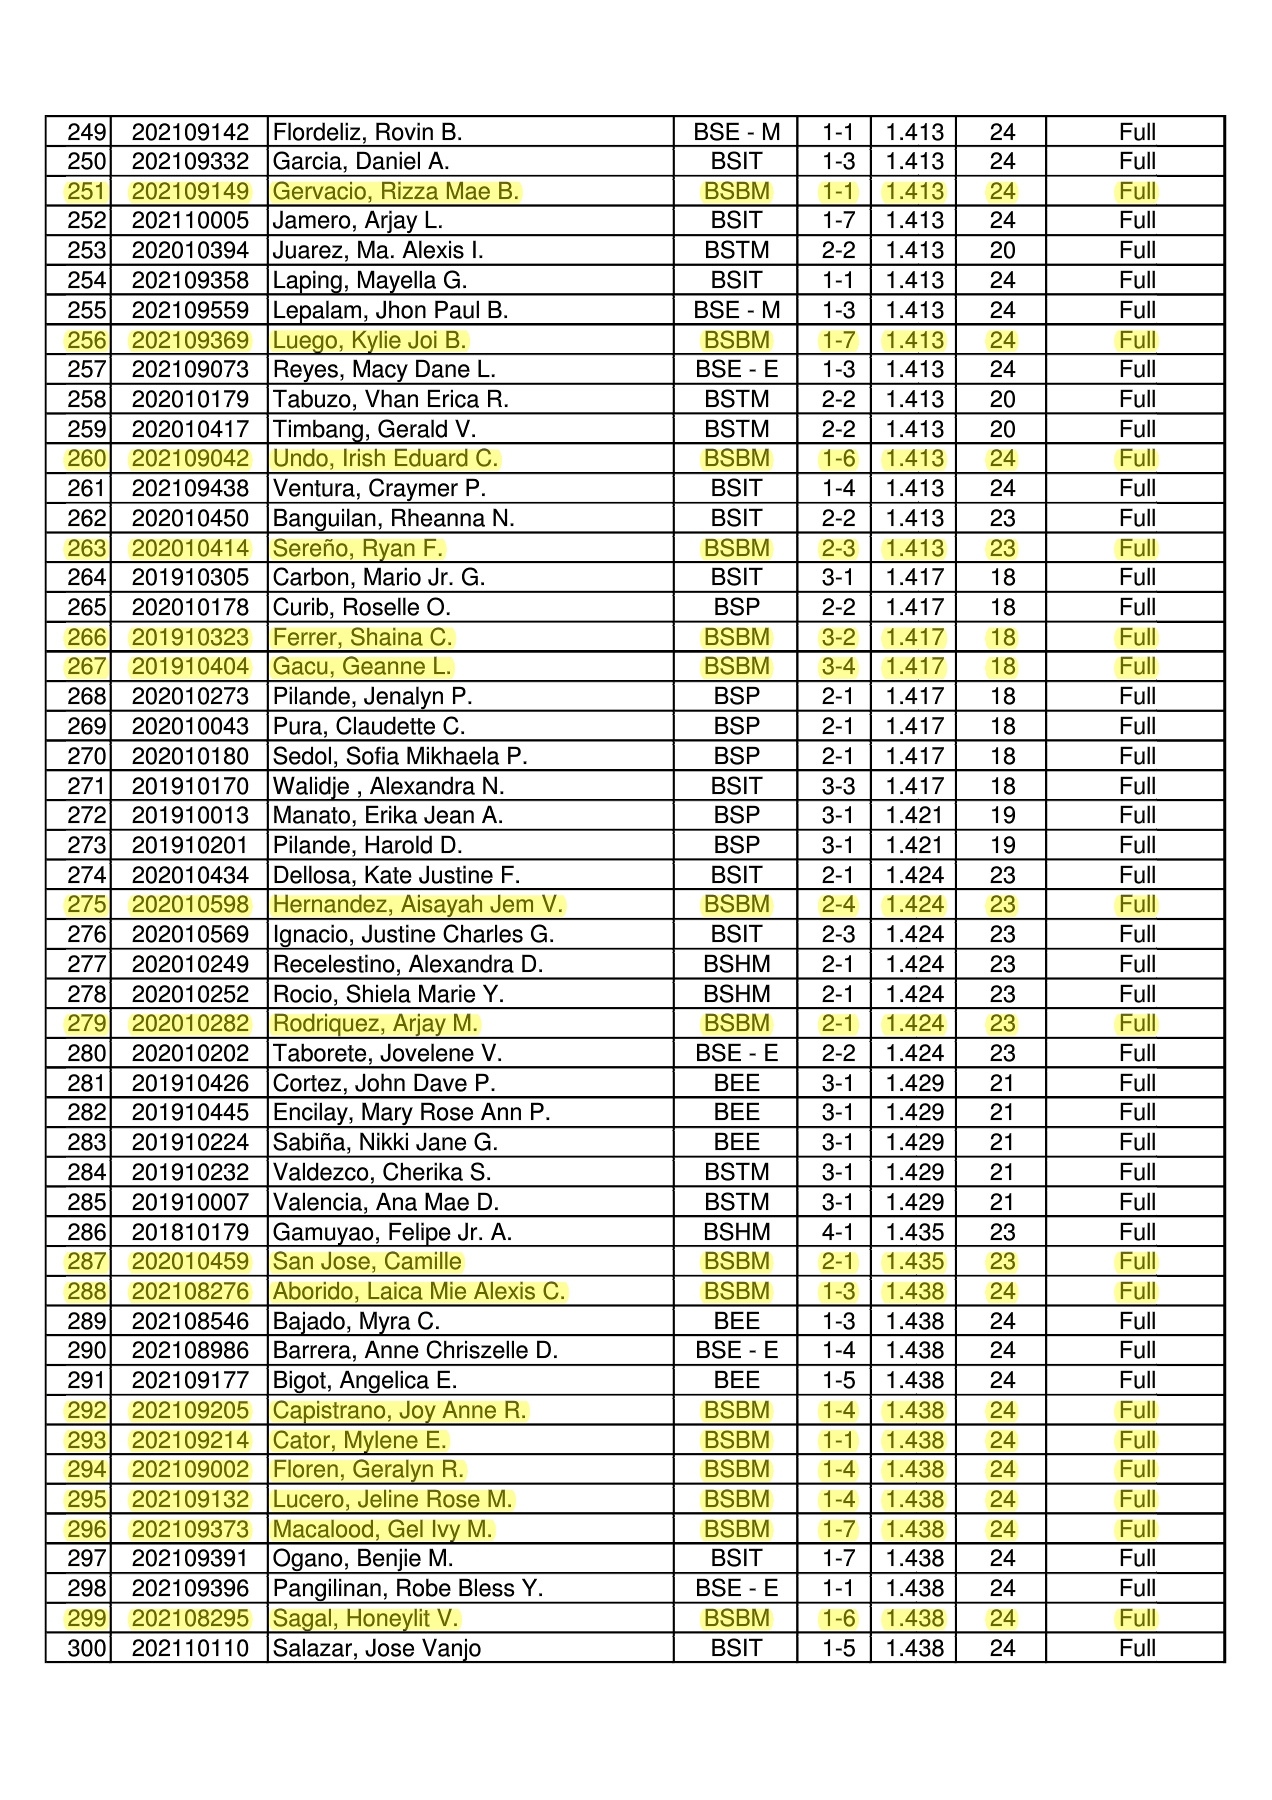 249 202109142 Flordeliz, Rovin B. BSE - M 1-1 1.413 24 Full
250 202109332 Garcia, Daniel A. BSIT 1-3 1.413 24 Full
251 202109149 Gervacio, Rizza Mae B. BSBM 1-1 1.413 24 Full
252 202110005 Jamero, Arjay L. BSIT 1-7 1.413 24 Full
253 202010394 Juarez, Ma. Alexis I. BSTM 2-2 1.413 20 Full
254 202109358 Laping, Mayella G. BSIT 1-1 1.413 24 Full
255 202109559 Lepalam, Jhon Paul B. BSE - M 1-3 1.413 24 Full
256 202109369 Luego, Kylie Joi B. BSBM 1-7 1.413 24 Full
257 202109073 Reyes, Macy Dane L. BSE - E 1-3 1.413 24 Full
258 202010179 Tabuzo, Vhan Erica R. BSTM 2-2 1.413 20 Full
259 202010417 Timbang, Gerald V. BSTM 2-2 1.413 20 Full
260 202109042 Undo, Irish Eduard C. BSBM 1-6 1.413 24 Full
261 202109438 Ventura, Craymer P. BSIT 1-4 1.413 24 Full
262 202010450 Banguilan, Rheanna N. BSIT 2-2 1.413 23 Full
263 202010414 Sereño, Ryan F. BSBM 2-3 1.413 23 Full
264 201910305 Carbon, Mario Jr. G. BSIT 3-1 1.417 18 Full
265 202010178 Curib, Roselle O. BSP 2-2 1.417 18 Full
266 201910323 Ferrer, Shaina C. BSBM 3-2 1.417 18 Full
267 201910404 Gacu, Geanne L. BSBM 3-4 1.417 18 Full
268 202010273 Pilande, Jenalyn P. BSP 2-1 1.417 18 Full
269 202010043 Pura, Claudette C. BSP 2-1 1.417 18 Full
270 202010180 Sedol, Sofia Mikhaela P. BSP 2-1 1.417 18 Full
271 201910170 Walidje , Alexandra N. BSIT 3-3 1.417 18 Full
272 201910013 Manato, Erika Jean A. BSP 3-1 1.421 19 Full
273 201910201 Pilande, Harold D. BSP 3-1 1.421 19 Full
274 202010434 Dellosa, Kate Justine F. BSIT 2-1 1.424 23 Full
275 202010598 Hernandez, Aisayah Jem V. BSBM 2-4 1.424 23 Full
276 202010569 Ignacio, Justine Charles G. BSIT 2-3 1.424 23 Full
277 202010249 Recelestino, Alexandra D. BSHM 2-1 1.424 23 Full
278 202010252 Rocio, Shiela Marie Y. BSHM 2-1 1.424 23 Full
279 202010282 Rodriquez, Arjay M. BSBM 2-1 1.424 23 Full
280 202010202 Taborete, Jovelene V. BSE - E 2-2 1.424 23 Full
281 201910426 Cortez, John Dave P. BEE 3-1 1.429 21 Full
282 201910445 Encilay, Mary Rose Ann P. BEE 3-1 1.429 21 Full
283 201910224 Sabiña, Nikki Jane G. BEE 3-1 1.429 21 Full
284 201910232 Valdezco, Cherika S. BSTM 3-1 1.429 21 Full
285 201910007 Valencia, Ana Mae D. BSTM 3-1 1.429 21 Full
286 201810179 Gamuyao, Felipe Jr. A. BSHM 4-1 1.435 23 Full
287 202010459 San Jose, Camille BSBM 2-1 1.435 23 Full
288 202108276 Aborido, Laica Mie Alexis C. BSBM 1-3 1.438 24 Full
289 202108546 Bajado, Myra C. BEE 1-3 1.438 24 Full
290 202108986 Barrera, Anne Chriszelle D. BSE - E 1-4 1.438 24 Full
291 202109177 Bigot, Angelica E. BEE 1-5 1.438 24 Full
292 202109205 Capistrano, Joy Anne R. BSBM 1-4 1.438 24 Full
293 202109214 Cator, Mylene E. BSBM 1-1 1.438 24 Full
294 202109002 Floren, Geralyn R. BSBM 1-4 1.438 24 Full
295 202109132 Lucero, Jeline Rose M. BSBM 1-4 1.438 24 Full
296 202109373 Macalood, Gel Ivy M. BSBM 1-7 1.438 24 Full
297 202109391 Ogano, Benjie M. BSIT 1-7 1.438 24 Full
298 202109396 Pangilinan, Robe Bless Y. BSE - E 1-1 1.438 24 Full
299 202108295 Sagal, Honeylit V. BSBM 1-6 1.438 24 Full
300 202110110 Salazar, Jose Vanjo BSIT 1-5 1.438 24 Full